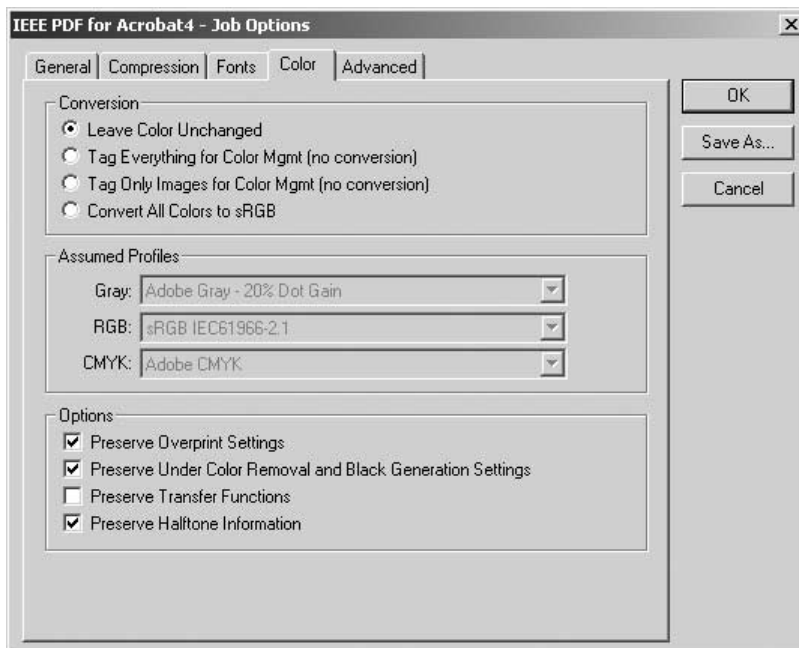 IEEE PDF for Acrobat4 - Job Options
General Compression Fonts Color Advanced
Conversion
Leave Color Unchanged
Tag Everything for Color Mgmt (no conversion)
Tag Only Images for Color Mgmt (no conversion)
Convert All Colors to sRGB
Assumed Profiles
Gray: Adobe Gray - 20% Dot Gain
RGB: sRGB IEC61966-2.1
CMYK: Adobe CMYK
Options
Preserve Overprint Settings
Preserve Under Color Removal and Black Generation Settings
Preserve Transfer Functions
Preserve Halftone Information
OK
Save As...
Cancel